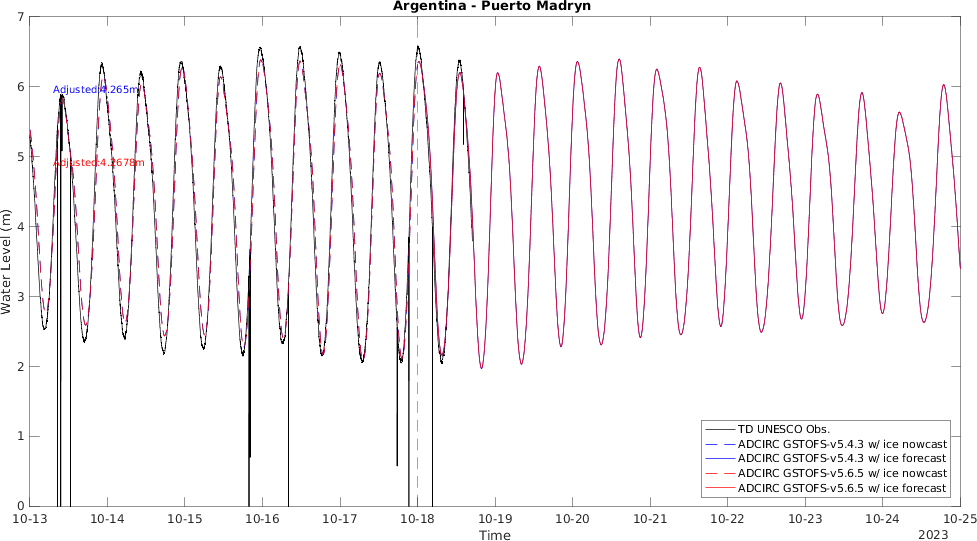 Argentina - Puerto Madryn
7
6
5
4
3
2
1
0
Water Level (m)
Adjusted:4.265m
Adjusted:4.2678m
TD UNESCO Obs.
ADCIRC GSTOFS-v5.4.3 w/ ice nowcast
ADCIRC GSTOFS-v5.4.3 w/ ice forecast
ADCIRC GSTOFS-v5.6.5 w/ ice nowcast
ADCIRC GSTOFS-v5.6.5 w/ ice forecast
10-13 10-14 10-15 10-16 10-17 10-18 10-19 10-20 10-21 10-22 10-23 10-24 10-25
Time
2023